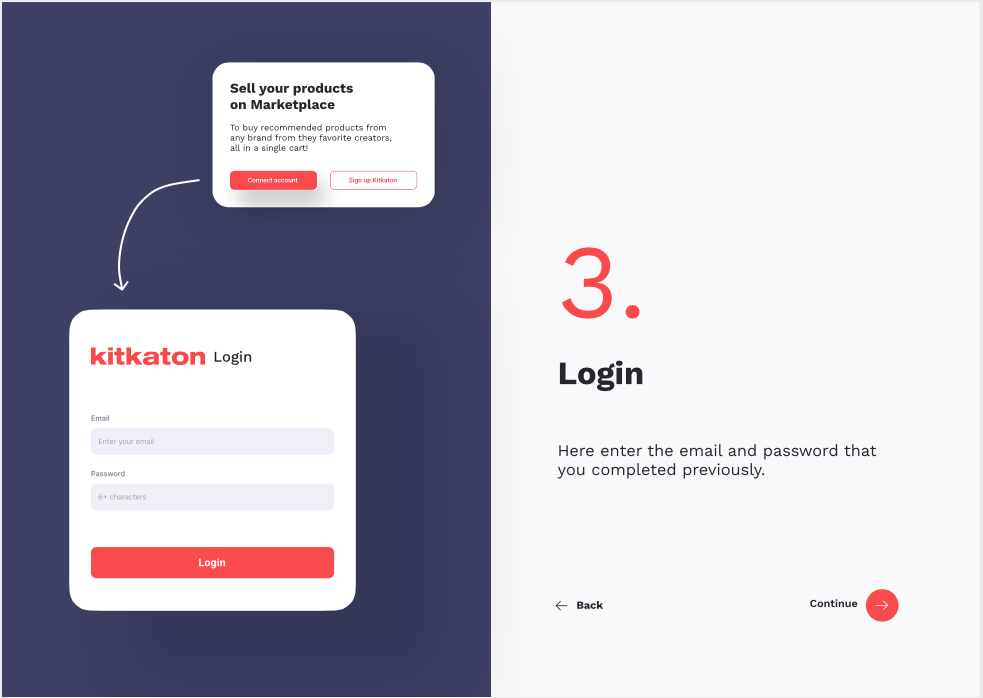 Sell your products
on Marketplace
To buy recommended products from
any brand from they favorite creators,
all in a single cart!
Connect account
Sign up Kitkaton
kitkaton Login
Email
Enter your email
Password
6+ characters
Login
3.
Login
Here enter the email and password that
you completed previously.
Back
Continue